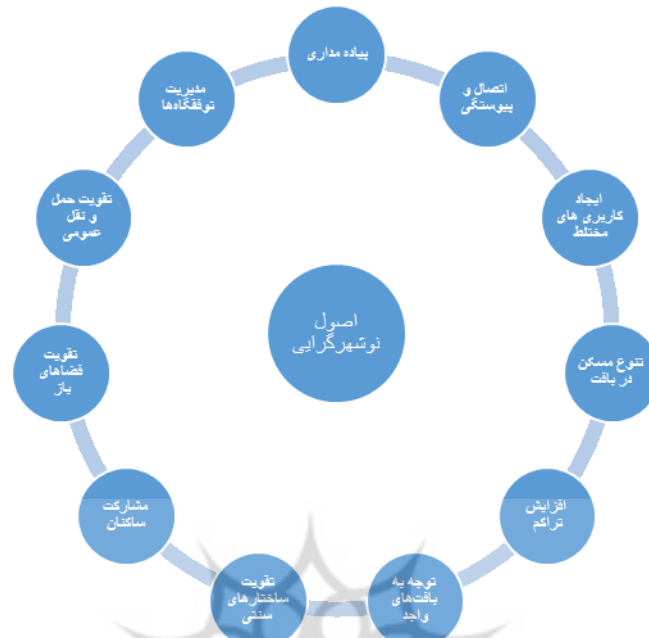 پیاده مداری
اتصال و
پیوستگی
ایجاد
کاربری های
مختلط
تنوع مسکن
در بافت
افزایش
تراکم
توجه به
بافت‌های
واجد
تقویت
ساختارهای
سنتی
مشارکت
ساکنان
تقویت
فضاهای
باز
تقویت حمل
و نقل
عمومی
مدیریت
توقفگاه‌ها
اصول
نوشهرگرایی